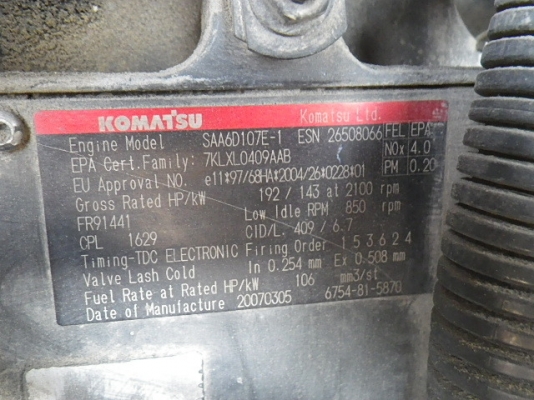 KOMATSU Komatsu Ltd.
Engine Model SAA6D107E-1 ESN 26508066 FEL EPA
EPA Cert.Family: 7KLXL0409AAB NOx 4.0
EU Approval NO. e11*97/68HA*2004/26*0228*01 PM 0.20
Gross Rated HP/kW 192 / 143 at 2100 rpm
FR91441 Low Idle RPM 850 rpm
CPL 1629 CID/L. 409 / 6.7
Timing-TDC ELECTRONIC Firing Order 1 5 3 6 2 4
Valve Lash Cold In 0.254 mm Ex 0.508 mm
Fuel Rate at Rated HP/kW 106 mm3/st
Date of Manufacture 20070305 6754-81-5870